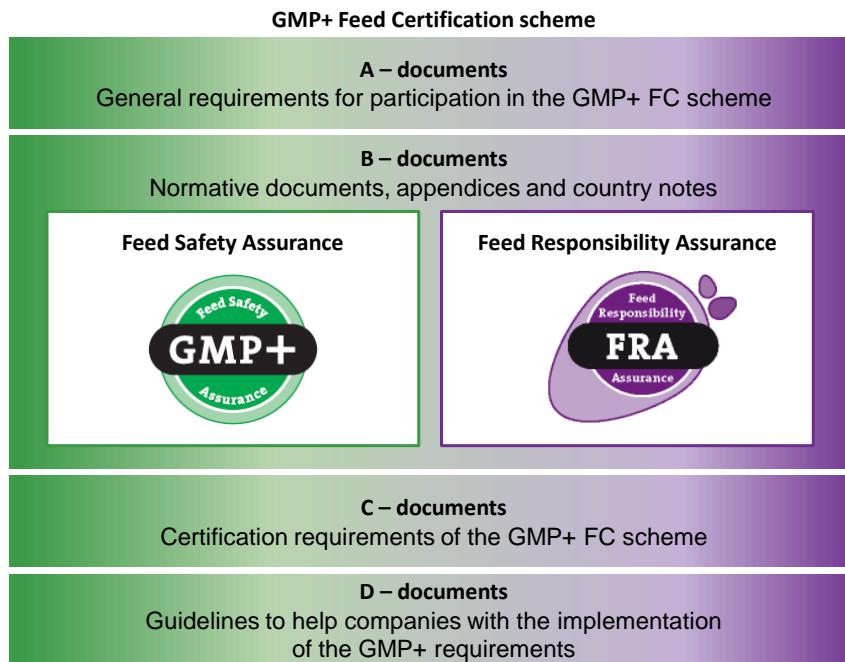 GMP+ Feed Certification scheme
A – documents
General requirements for participation in the GMP+ FC scheme
B – documents
Normative documents, appendices and country notes
Feed Safety Assurance
Feed Safety
GMP+
Assurance
Feed Responsibility Assurance
Feed
Responsibility
FRA
Assurance
C – documents
Certification requirements of the GMP+ FC scheme
D – documents
Guidelines to help companies with the implementation
of the GMP+ requirements